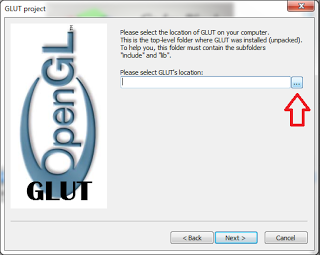 GLUT project
Please select the location of GLUT on your computer.
This is the top-level folder where GLUT was installed (unpacked).
To help you, this folder must contain the subfolders
"include" and "lib".
Please select GLUT's location:
...
OpenGL
GLUT
< Back
Next >
Cancel